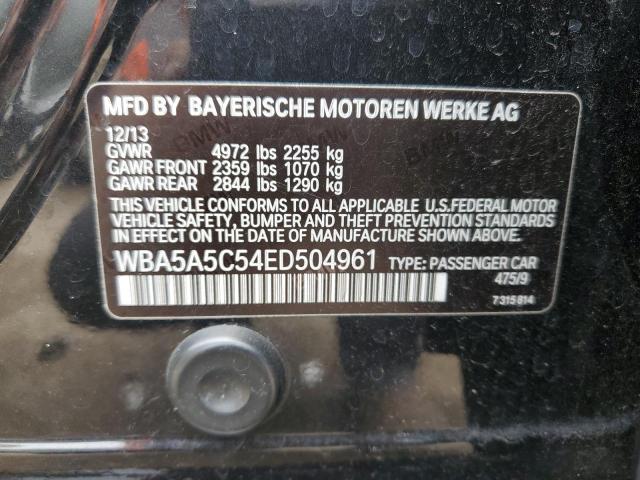 MFD BY BAYERISCHE MOTOREN WERKE AG
12/13
GVWR 4972 lbs 2255 kg
GAWR FRONT 2359 lbs 1070 kg
GAWR REAR 2844 lbs 1290 kg
THIS VEHICLE CONFORMS TO ALL APPLICABLE U.S.FEDERAL MOTOR
VEHICLE SAFETY, BUMPER AND THEFT PREVENTION STANDARDS
IN EFFECT ON THE DATE OF MANUFACTURE SHOWN ABOVE.
WBA5A5C54ED504961 TYPE: PASSENGER CAR
475/9
7 315 814